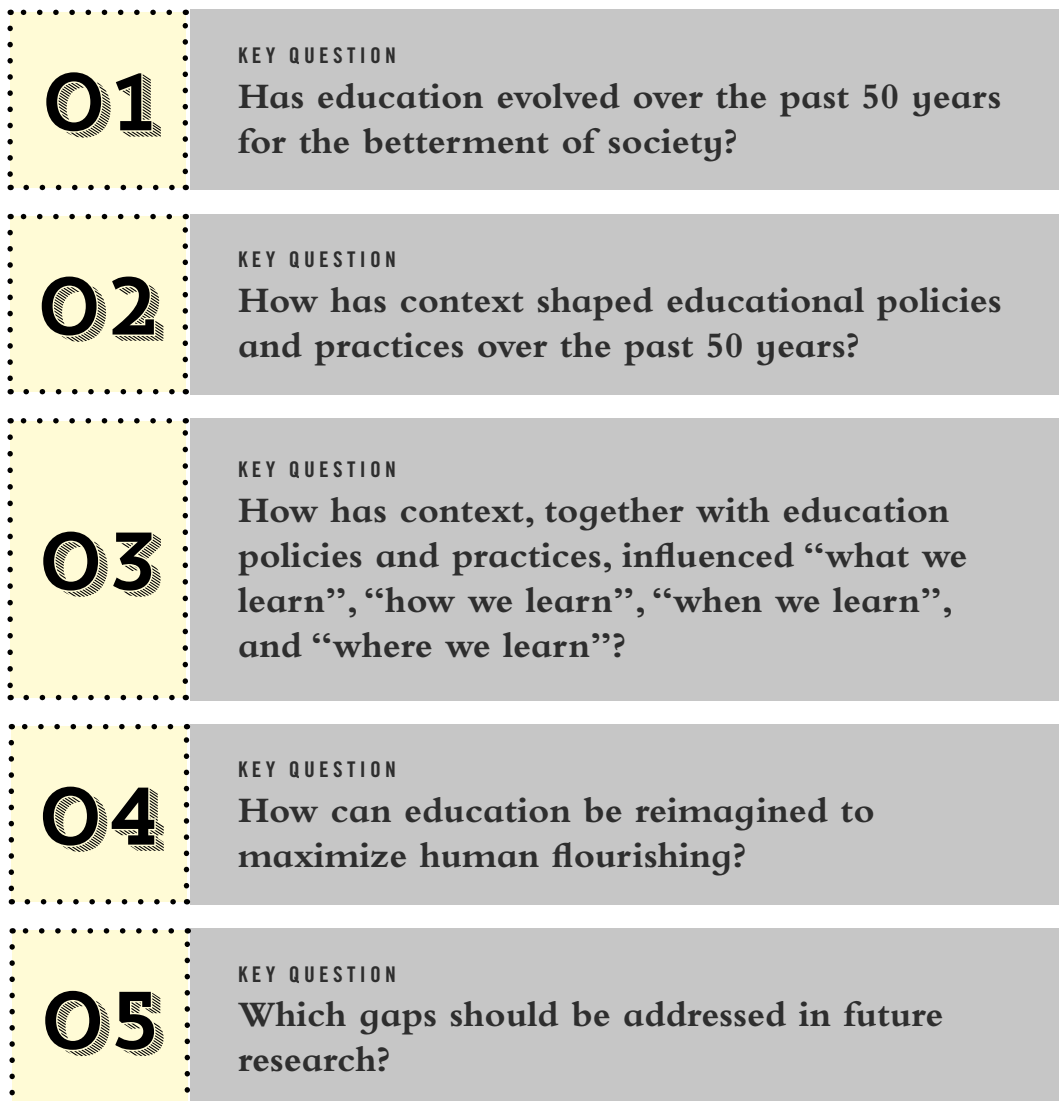 01
KEY QUESTION
Has education evolved over the past 50 years
for the betterment of society?
02
KEY QUESTION
How has context shaped educational policies
and practices over the past 50 years?
03
KEY QUESTION
How has context, together with education
policies and practices, influenced “what we
learn”, “how we learn”, “when we learn”,
and “where we learn”?
04
KEY QUESTION
How can education be reimagined to
maximize human flourishing?
05
KEY QUESTION
Which gaps should be addressed in future
research?